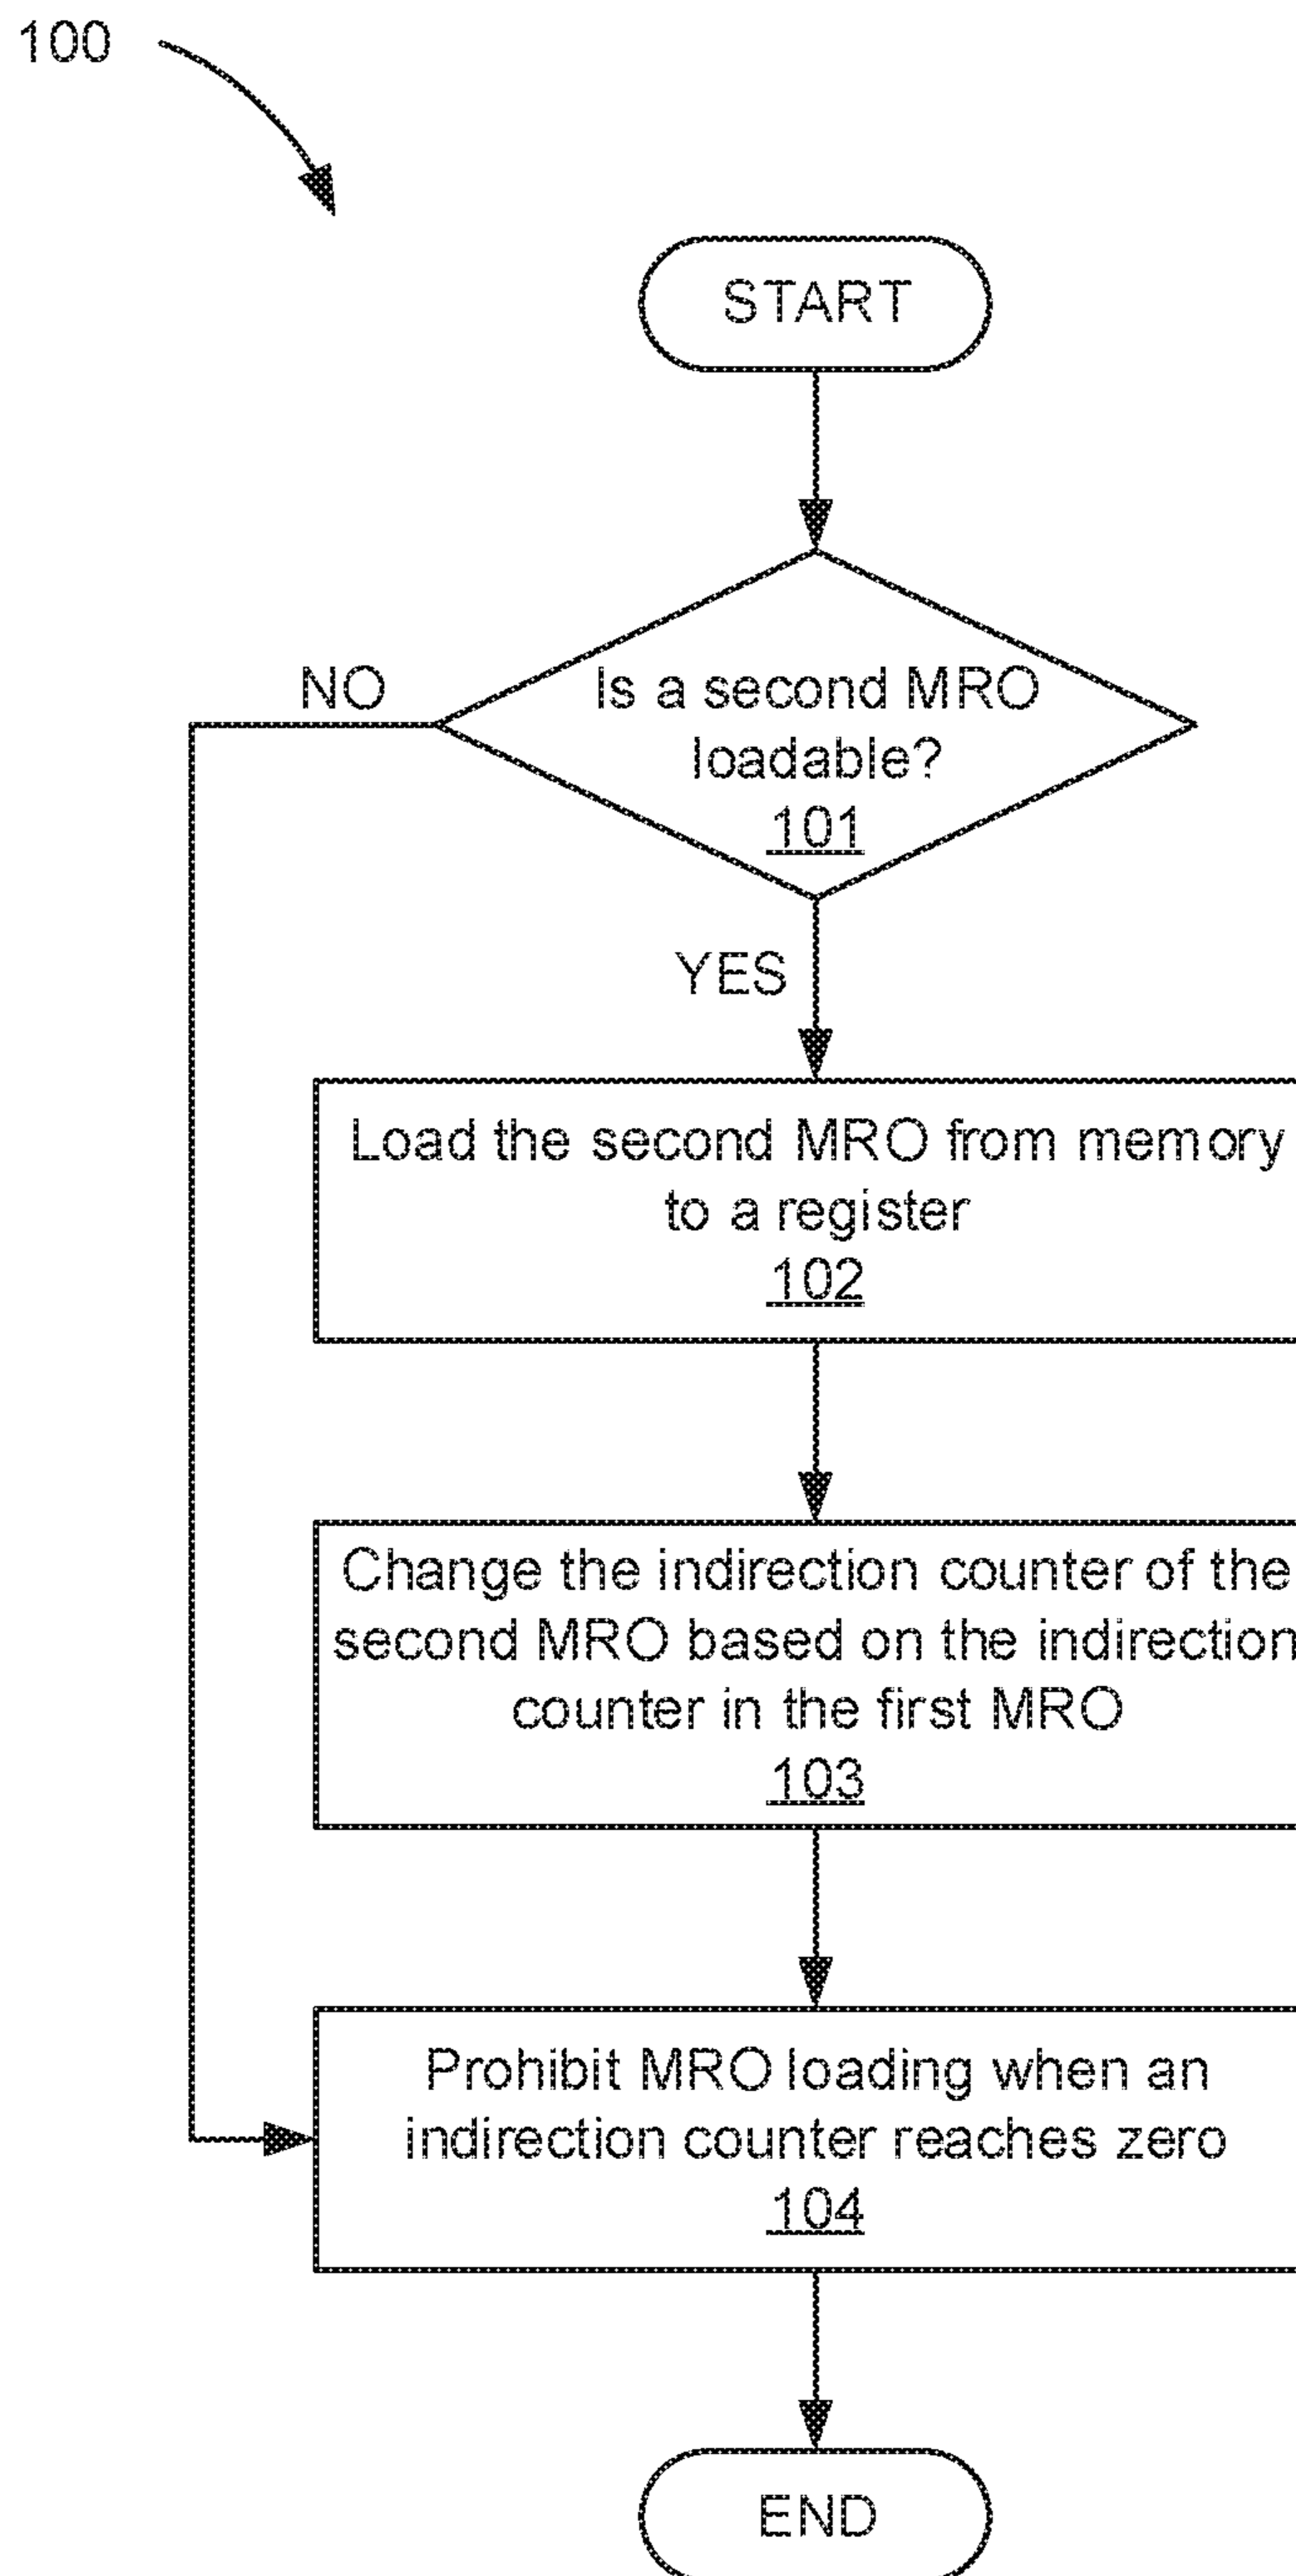 100
START
NO
Is a second MRO
loadable?
101
YES
Load the second MRO from memory
to a register
102
Change the indirection counter of the
second MRO based on the indirection
counter in the first MRO
103
Prohibit MRO loading when an
indirection counter reaches zero
104
END